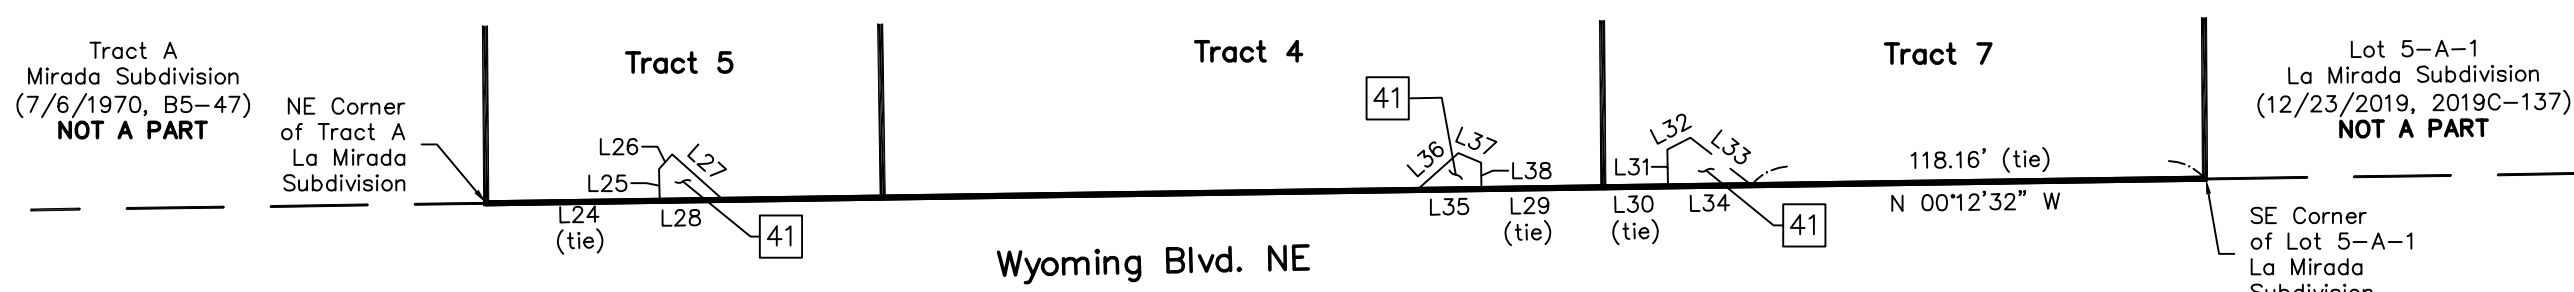 Tract A
Mirada Subdivision
(7/6/1970, B5-47)
NOT A PART
NE Corner
of Tract A
La Mirada
Subdivision
Tract 5
L26
L27
L25
L24
(tie)
L28
41
Tract 4
41
L36
L37
L38
L35
L29
(tie)
Wyoming Blvd. NE
Tract 7
L32
L33
L31
L30
(tie)
L34
41
118.16' (tie)
N 00°12'32" W
Lot 5-A-1
La Mirada Subdivision
(12/23/2019, 2019C-137)
NOT A PART
SE Corner
of Lot 5-A-1
La Mirada
Subdivision